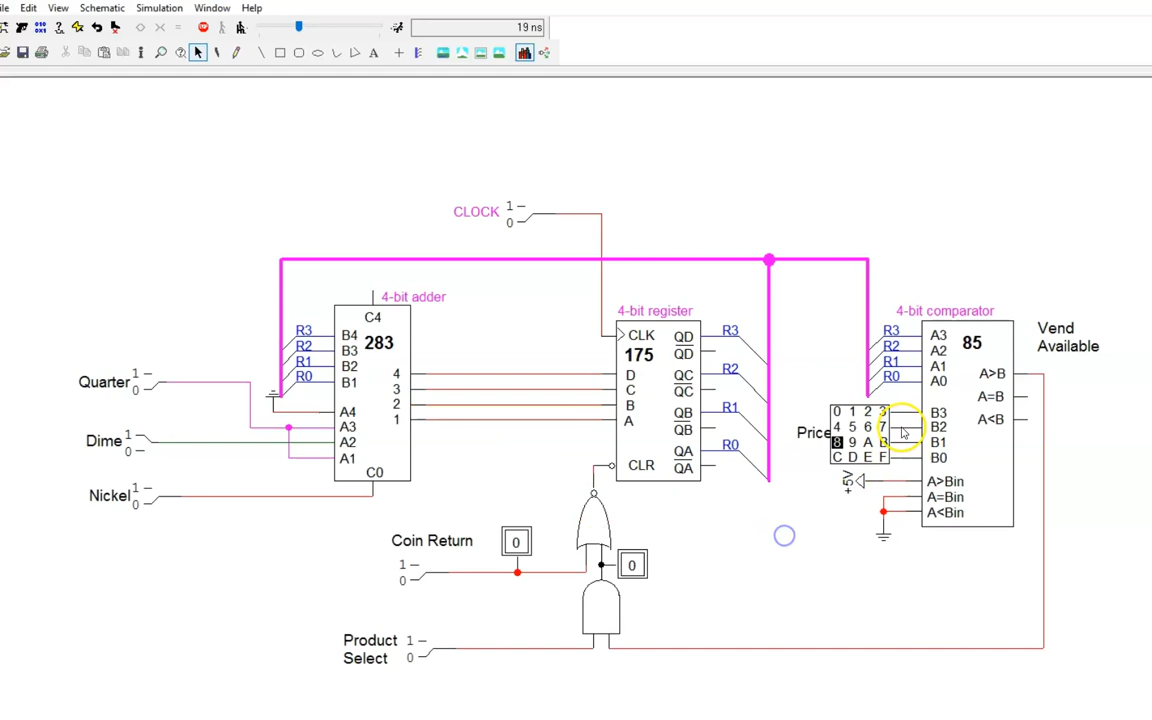 ile Edit View Schematic Simulation Window Help
19 ns
CLOCK 1
0
4-bit adder
C4
283
R3 B4
R2 B3
R1 B2
R0 B1
4
3
2
1
Quarter 1
0
A4
A3
A2
A1
Dime 1
0
C0
Nickel 1
0
4-bit register
CLK QD R3
175 QD
D QC R2
C QC
B QB R1
A QB
QA R0
CLR QA
4-bit comparator
85
R3 A3
R2 A2
R1 A1
R0 A0
A>B
A=B
A<B
Vend
Available
Price
0 1 2 3
4 5 6 7
8 9 A B
C D E F
B3
B2
B1
B0
+5V
A>Bin
A=Bin
A<Bin
Coin Return
1
0
0
0
Product
Select
1
0